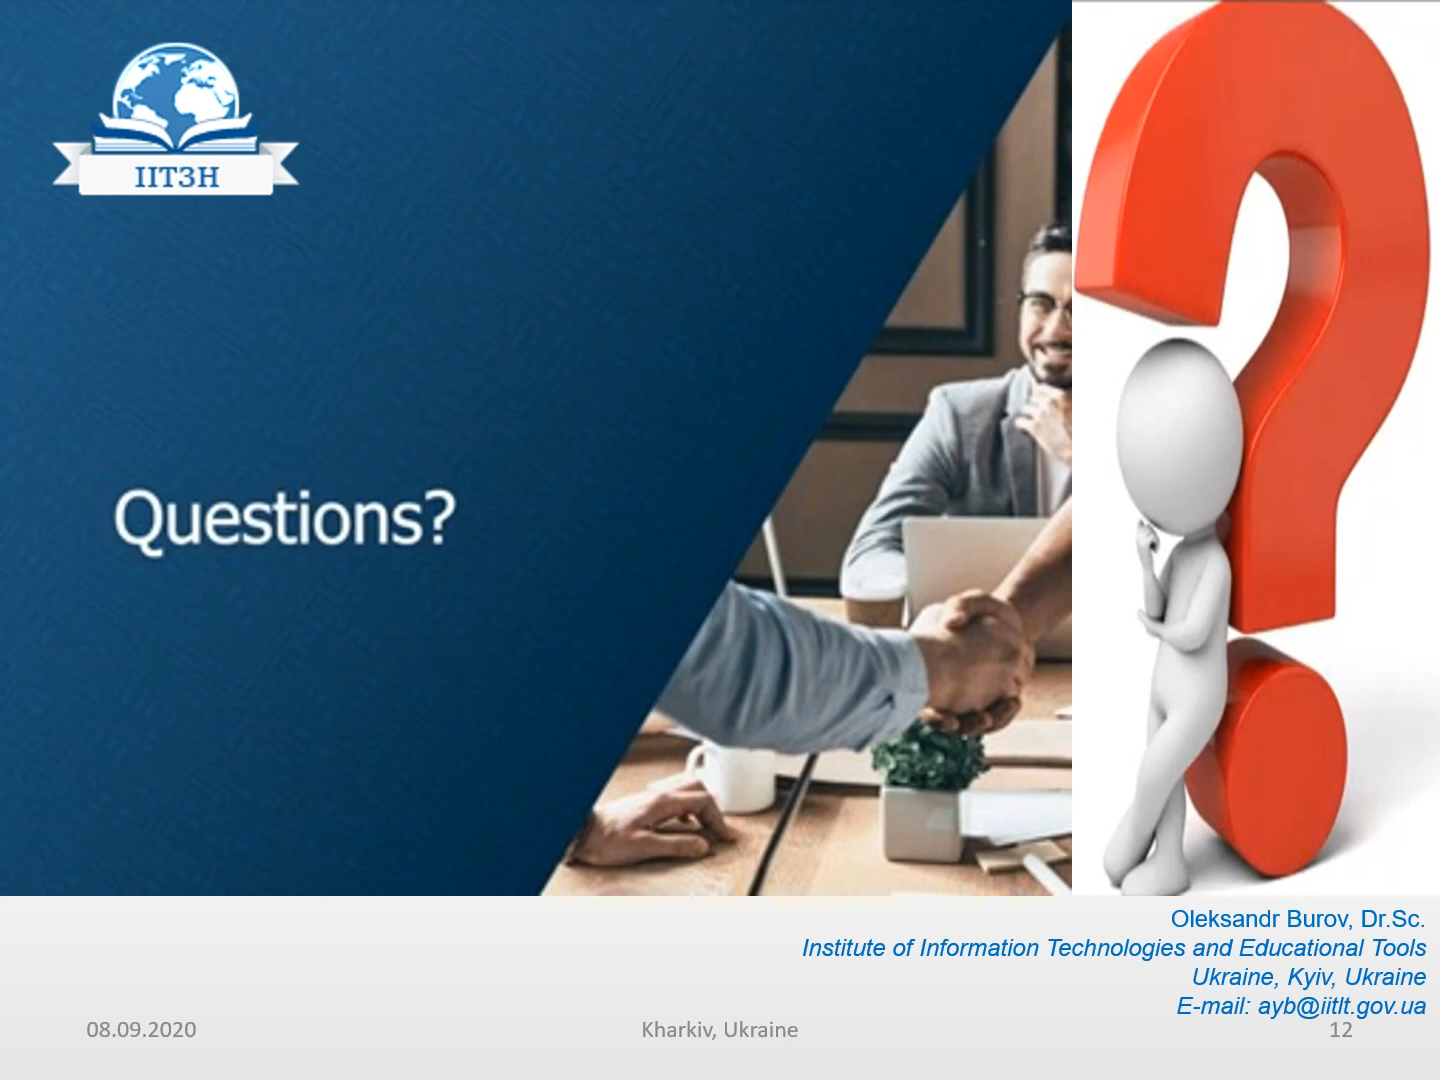 ІІТЗН
Questions?
Oleksandr Burov, Dr.Sc.
Institute of Information Technologies and Educational Tools
Ukraine, Kyiv, Ukraine
E-mail: ayb@iitlt.gov.ua
08.09.2020
Kharkiv, Ukraine
12